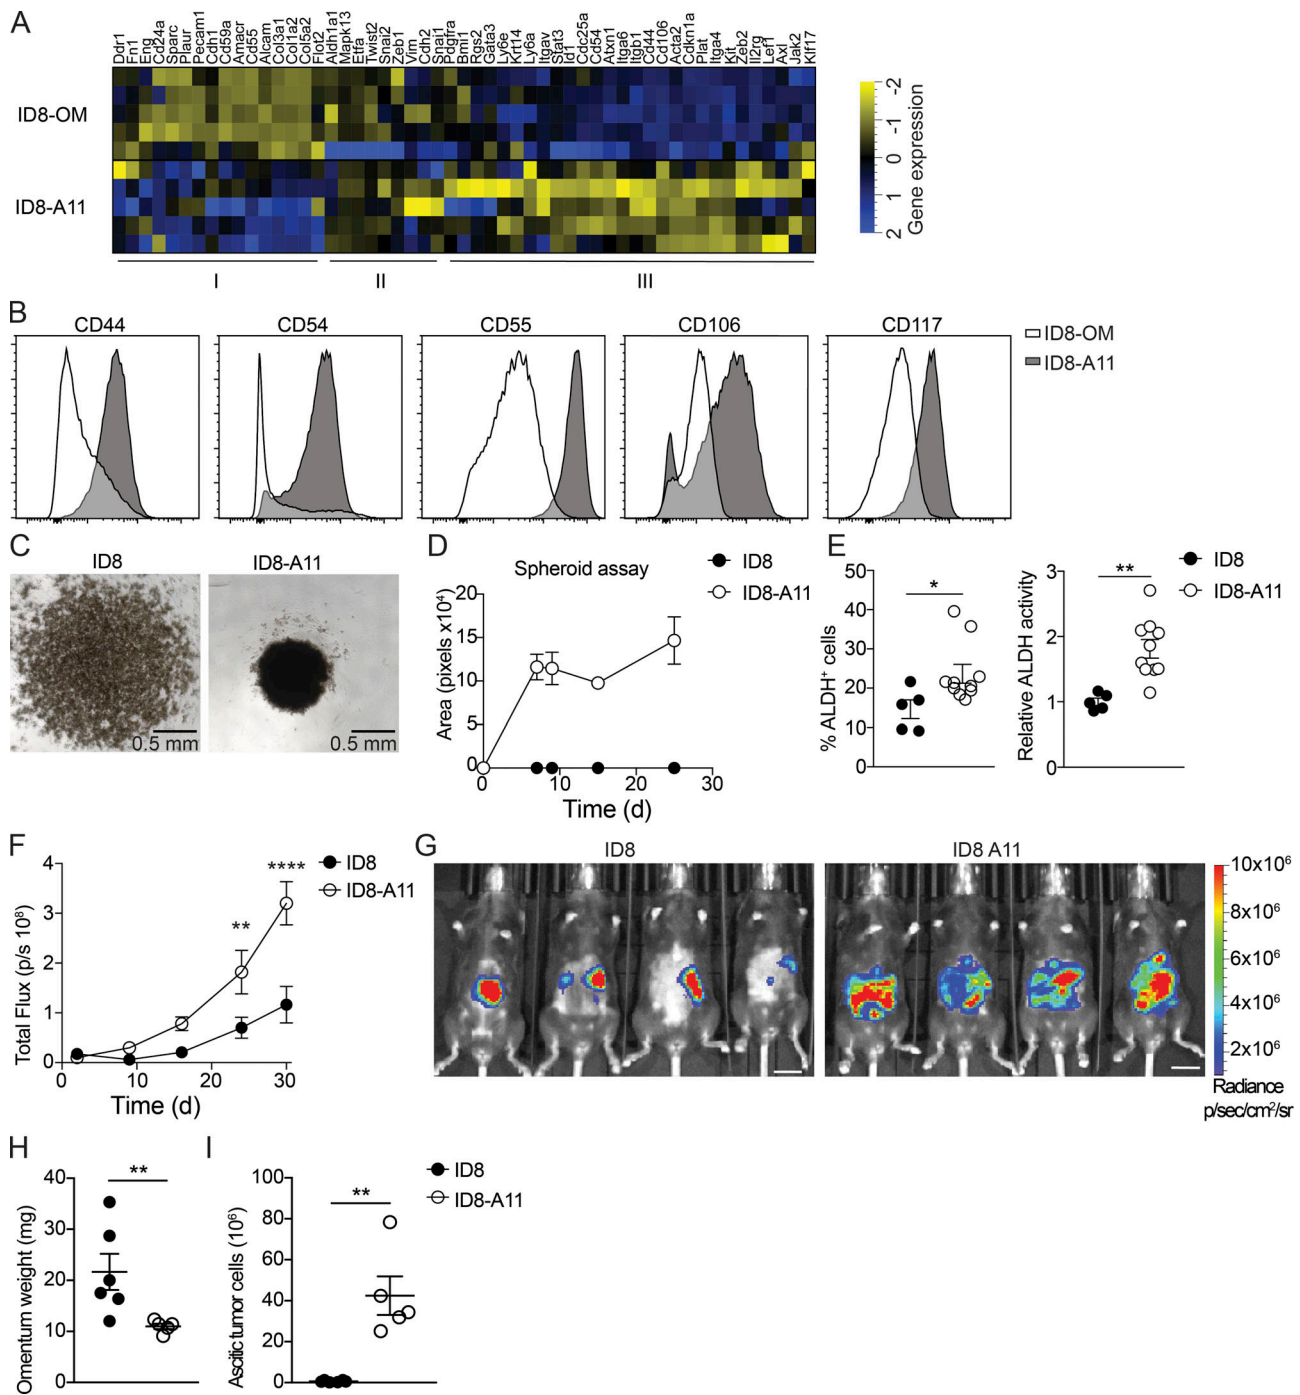 A
Ddr1 Fn1 Eng Cd24a Sparc Plaur Pecam1 Cdh1 Cd59a Amacr Cd55 Alcam Col3a1 Col1a2 Col5a2 Flot2 Aldh1a1 Mapk13 Etfa Twist2 Snai2 Zeb1 Vim Cdh2 Snai1 Pdgfra Bmi1 Rgs2 Gata3 Ly6e Krt14 Ly6a Itgav Stat3 Id1 Cdc25a Cd54 Atxn1 Itga6 Itgb1 Cd44 Cd106 Acta2 Cdkn1a Plat Itga4 Kit Zeb2 Il2rg Lef1 Axl Jak2 Klf17
ID8-OM
ID8-A11
-2
-1
0
1
2
Gene expression
I II III
B
CD44 CD54 CD55 CD106 CD117
ID8-OM
ID8-A11
C
ID8 ID8-A11
0.5 mm 0.5 mm
D
Spheroid assay
ID8
ID8-A11
Area (pixels x10⁴)
20
15
10
5
0
0 10 20 30
Time (d)
E
% ALDH⁺ cells
50
40
30
20
10
0
*
Relative ALDH activity
3
2
1
0
**
ID8
ID8-A11
F
Total Flux (p/s 10⁸)
4
3
2
1
0
0 10 20 30
Time (d)
**
****
ID8
ID8-A11
G
ID8 ID8 A11
10x10⁶
8x10⁶
6x10⁶
4x10⁶
2x10⁶
Radiance
p/sec/cm²/sr
H
Omentum weight (mg)
40
30
20
10
0
**
I
Ascitic tumor cells (10⁶)
100
80
60
40
20
0
**
ID8
ID8-A11